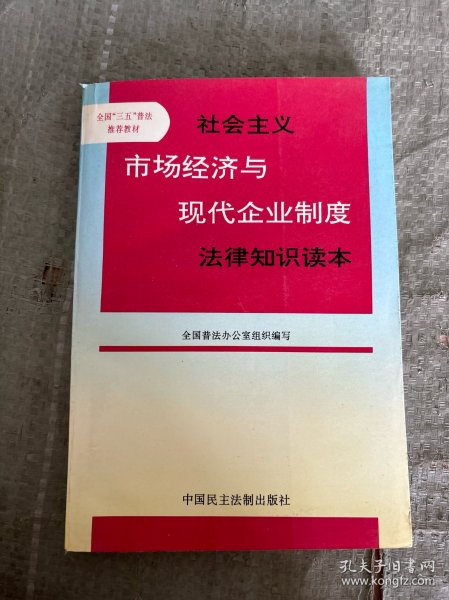 全国“三五”普法
推荐教材
社会主义
市场经济与
现代企业制度
法律知识读本
全国普法办公室组织编写
中国民主法制出版社
孔夫子旧书网
www.kongfz.com